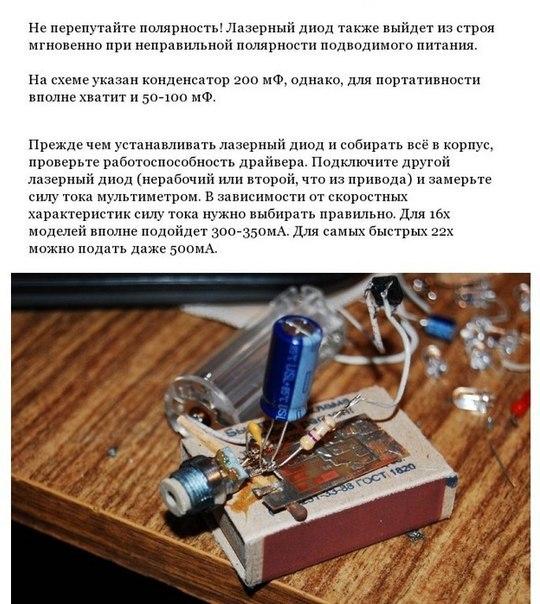 Не перепутайте полярность! Лазерный диод также выйдет из строя
мгновенно при неправильной полярности подводимого питания.
На схеме указан конденсатор 200 мФ, однако, для портативности
вполне хватит и 50-100 мФ.
Прежде чем устанавливать лазерный диод и собирать всё в корпус,
проверьте работоспособность драйвера. Подключите другой
лазерный диод (нерабочий или второй, что из привода) и замерьте
силу тока мультиметром. В зависимости от скоростных
характеристик силу тока нужно выбирать правильно. Для 16х
моделей вполне подойдет 300-350мА. Для самых быстрых 22х
можно подать даже 500мА.
ГОСТ 1820